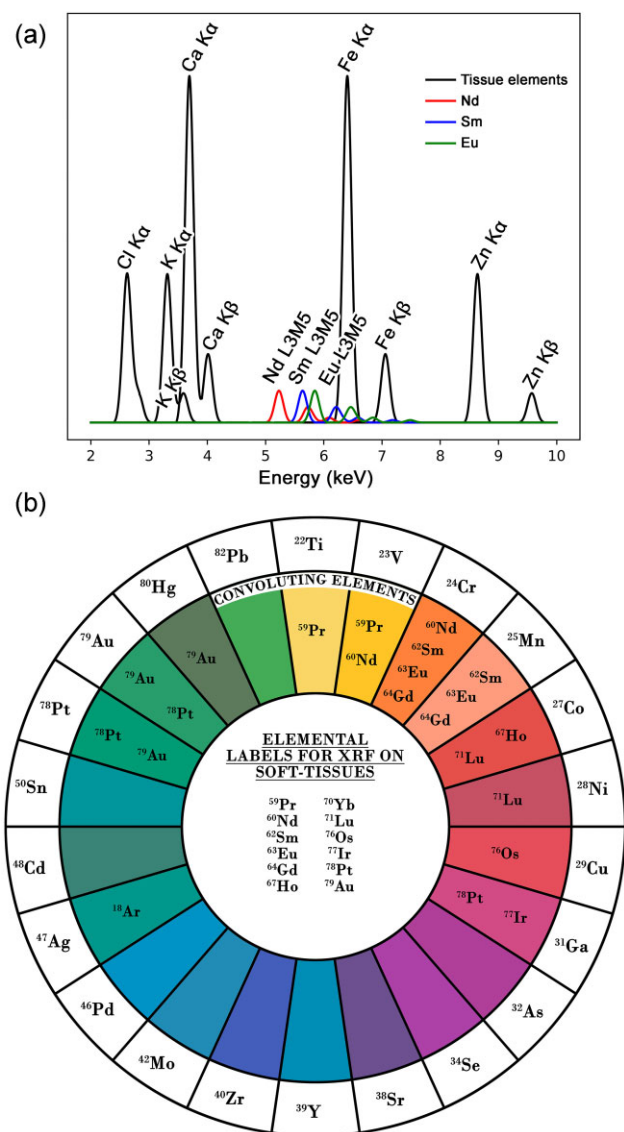 (a)
Cl Kα
K Kα
K Kβ
Ca Kα
Ca Kβ
Nd L3M5
Sm L3M5
Eu L3M5
Fe Kα
Fe Kβ
Zn Kα
Zn Kβ
Tissue elements
Nd
Sm
Eu
2 3 4 5 6 7 8 9 10
Energy (keV)
(b)
⁸²Pb
²²Ti
²³V
²⁴Cr
²⁵Mn
²⁷Co
²⁸Ni
²⁹Cu
³¹Ga
³²As
³⁴Se
³⁸Sr
³⁹Y
⁴⁰Zr
⁴²Mo
⁴⁶Pd
⁴⁷Ag
⁴⁸Cd
⁵⁰Sn
⁷⁸Pt
⁷⁹Au
⁸⁰Hg
CONVOLUTING ELEMENTS
⁵⁹Pr
⁵⁹Pr
⁶⁰Nd
⁶⁰Nd
⁶²Sm
⁶³Eu
⁶⁴Gd
⁶²Sm
⁶³Eu
⁶⁴Gd
⁶⁷Ho
⁷¹Lu
⁷¹Lu
⁷⁶Os
⁷⁸Pt
⁷⁷Ir
¹⁸Ar
⁷⁸Pt
⁷⁹Au
⁷⁹Au
⁷⁸Pt
⁷⁹Au
ELEMENTAL
LABELS FOR XRF ON
SOFT-TISSUES
⁵⁹Pr ⁷⁰Yb
⁶⁰Nd ⁷¹Lu
⁶²Sm ⁷⁶Os
⁶³Eu ⁷⁷Ir
⁶⁴Gd ⁷⁸Pt
⁶⁷Ho ⁷⁹Au